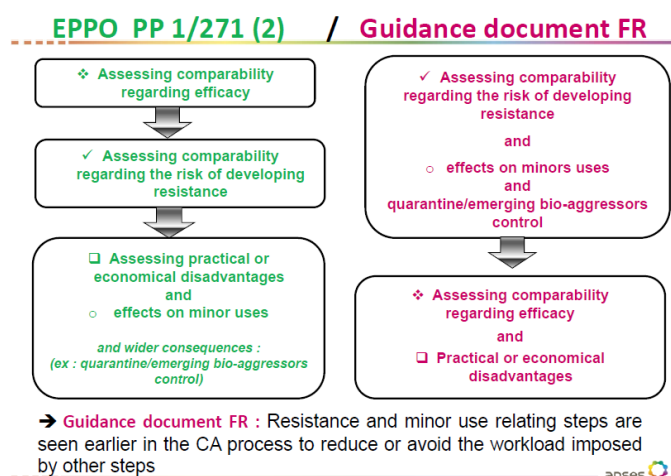 EPPO PP 1/271 (2) / Guidance document FR
❖ Assessing comparability
regarding efficacy
✓ Assessing comparability
regarding the risk of developing
resistance
❑ Assessing practical or
economical disadvantages
and
○ effects on minor uses
and wider consequences :
(ex : quarantine/emerging bio-aggressors
control)
✓ Assessing comparability
regarding the risk of developing
resistance
and
○ effects on minors uses
and
quarantine/emerging bio-aggressors
control
❖ Assessing comparability
regarding efficacy
and
❑ Practical or economical
disadvantages
➔ Guidance document FR : Resistance and minor use relating steps are
seen earlier in the CA process to reduce or avoid the workload imposed
by other steps
anses